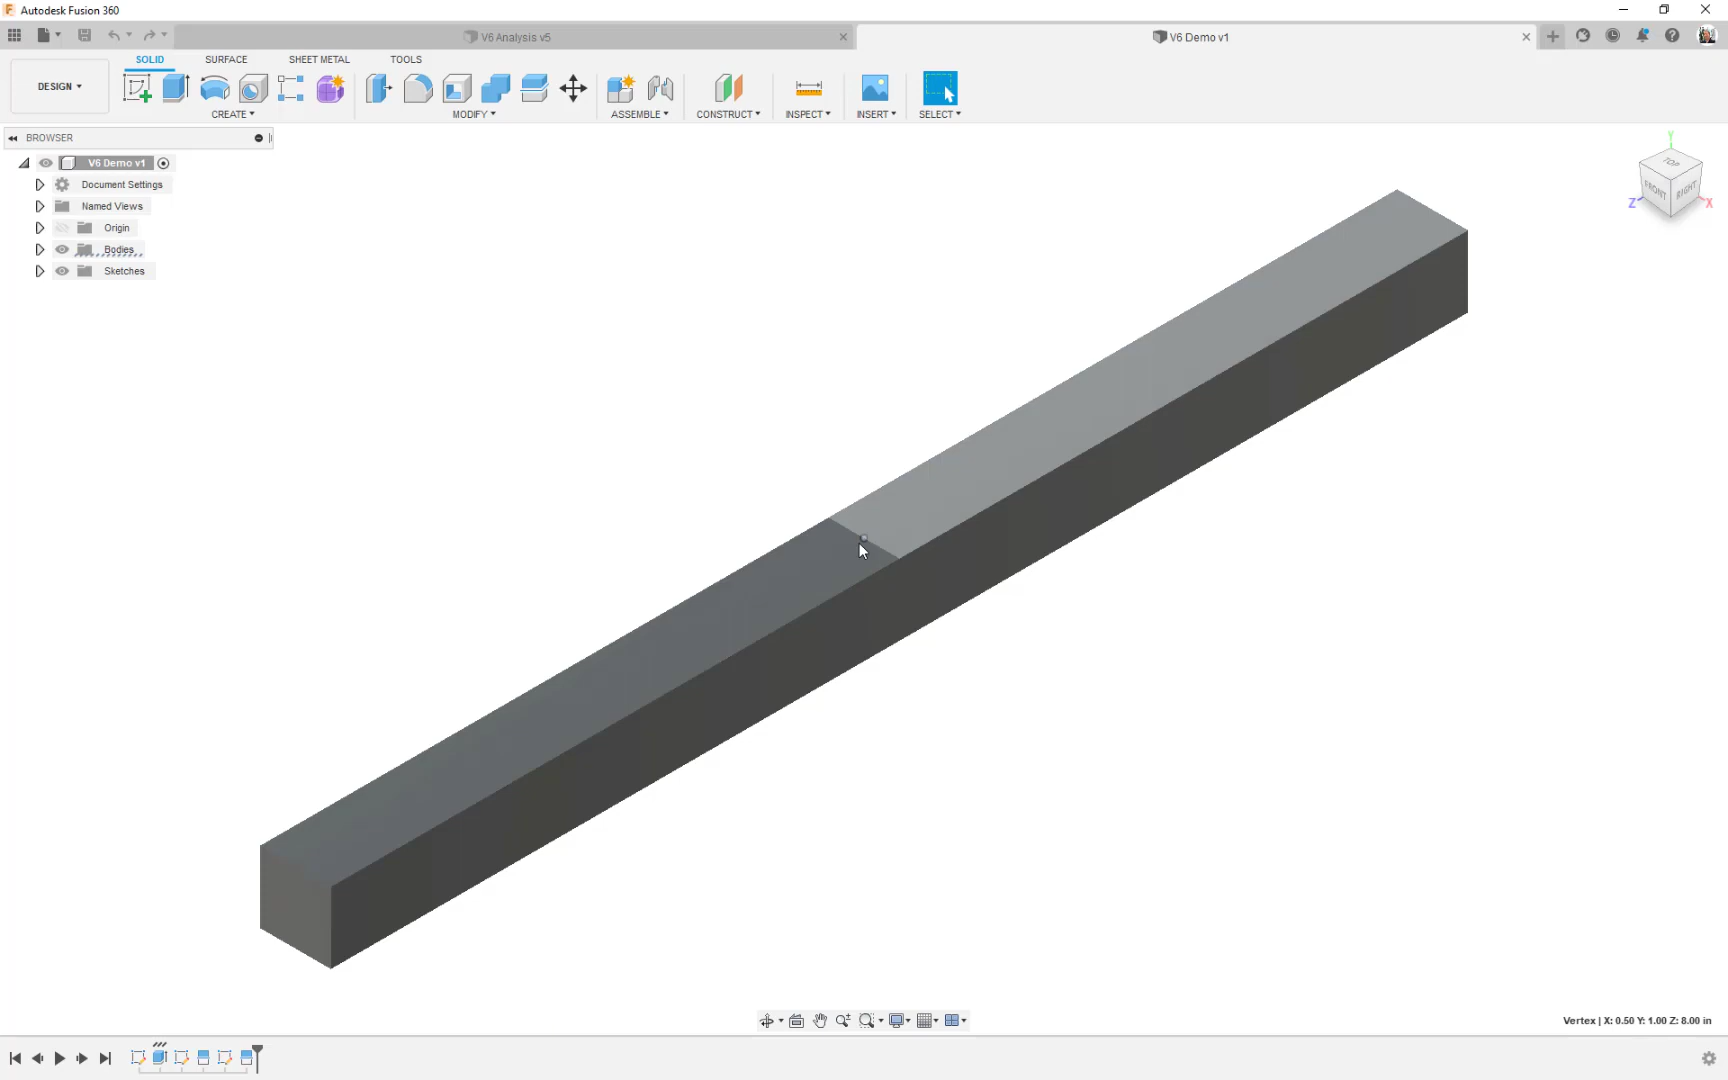 Autodesk Fusion 360
V6 Analysis v5
V6 Demo v1
DESIGN
SOLID
SURFACE
SHEET METAL
TOOLS
CREATE
MODIFY
ASSEMBLE
CONSTRUCT
INSPECT
INSERT
SELECT
BROWSER
V6 Demo v1
Document Settings
Named Views
Origin
Bodies
Sketches
Y
TOP
FRONT
RIGHT
Z
X
Vertex | X: 0.50 Y: 1.00 Z: 8.00 in